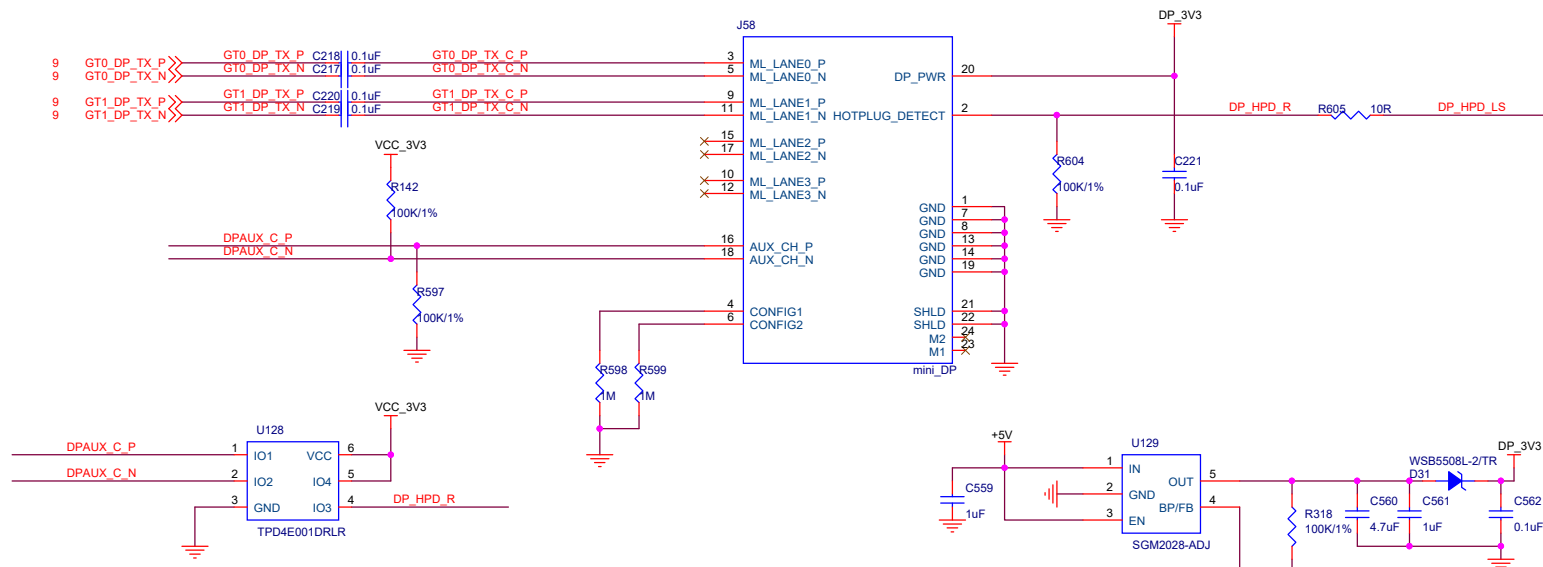 DP_3V3
J58
9 GT0_DP_TX_P GT0_DP_TX_P C218 0.1uF GT0_DP_TX_C_P 3 ML_LANE0_P
9 GT0_DP_TX_N GT0_DP_TX_N C217 0.1uF GT0_DP_TX_C_N 5 ML_LANE0_N DP_PWR 20
9 GT1_DP_TX_P GT1_DP_TX_P C220 0.1uF GT1_DP_TX_C_P 9 ML_LANE1_P
9 GT1_DP_TX_N GT1_DP_TX_N C219 0.1uF GT1_DP_TX_C_N 11 ML_LANE1_N HOTPLUG_DETECT 2 DP_HPD_R R605 10R DP_HPD_LS
15 ML_LANE2_P
VCC_3V3 17 ML_LANE2_N
R604 C221
10 ML_LANE3_P
R142 12 ML_LANE3_N 100K/1% 0.1uF
100K/1% GND 1
GND 7
GND 8
DPAUX_C_P 16 AUX_CH_P GND 13
DPAUX_C_N 18 AUX_CH_N GND 14
GND 19
R597
100K/1% 4 CONFIG1 SHLD 21
6 CONFIG2 SHLD 22
M2 24
M1 23
R598 R599 mini_DP
1M 1M
VCC_3V3
U128
DPAUX_C_P 1 IO1 VCC 6
DPAUX_C_N 2 IO2 IO4 5
3 GND IO3 4 DP_HPD_R
TPD4E001DRLR
+5V U129 DP_3V3
1 IN WSB5508L-2/TR
OUT 5 D31
C559 2 GND
1uF 3 EN BP/FB 4 R318 C560 C561 C562
100K/1% 4.7uF 1uF 0.1uF
SGM2028-ADJ